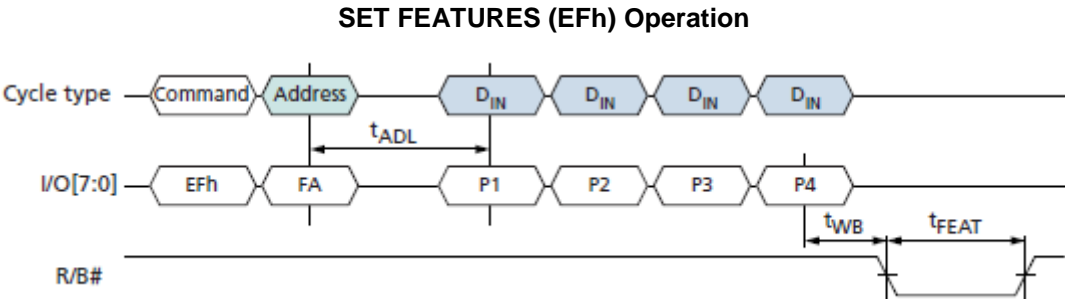 SET FEATURES (EFh) Operation
Cycle type Command Address DIN DIN DIN DIN
tADL
I/O[7:0] EFh FA P1 P2 P3 P4
tWB tFEAT
R/B#